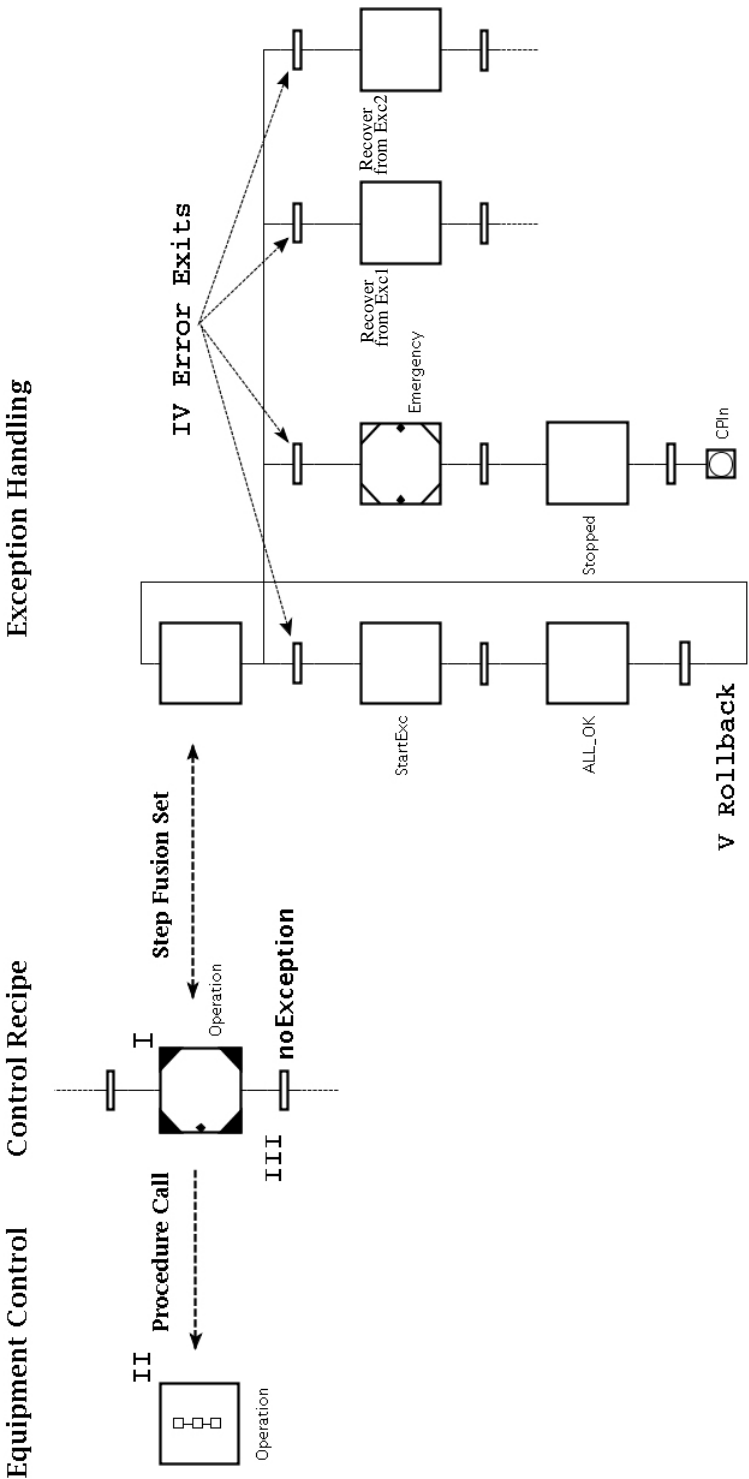 Equipment Control
Control Recipe
Exception Handling
II
Operation
Procedure Call
I
Operation
III
noException
Step Fusion Set
IV Error Exits
StartExc
ALL_OK
V Rollback
Emergency
Stopped
CPIn
Recover
from Exc1
Recover
from Exc2